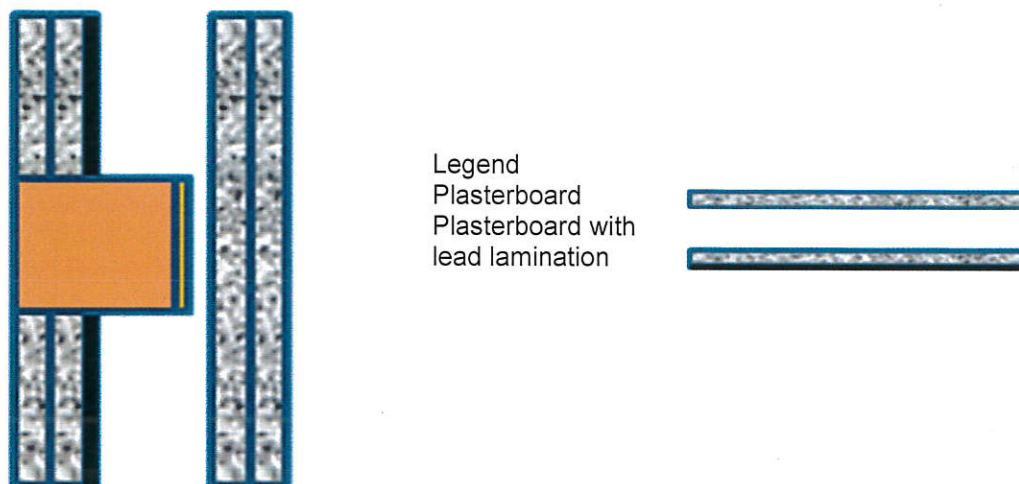 Legend
Plasterboard
Plasterboard with
lead lamination